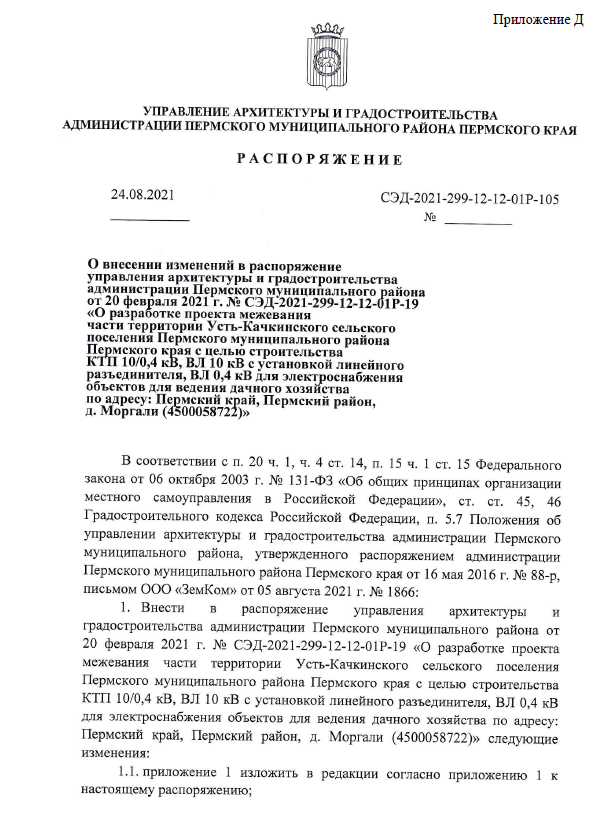 Приложение Д
УПРАВЛЕНИЕ АРХИТЕКТУРЫ И ГРАДОСТРОИТЕЛЬСТВА
АДМИНИСТРАЦИИ ПЕРМСКОГО МУНИЦИПАЛЬНОГО РАЙОНА ПЕРМСКОГО КРАЯ
Р А С П О Р Я Ж Е Н И Е
24.08.2021
СЭД-2021-299-12-12-01Р-105
№
О внесении изменений в распоряжение
управления архитектуры и градостроительства
администрации Пермского муниципального района
от 20 февраля 2021 г. № СЭД-2021-299-12-12-01Р-19
«О разработке проекта межевания
части территории Усть-Качкинского сельского
поселения Пермского муниципального района
Пермского края с целью строительства
КТП 10/0,4 кВ, ВЛ 10 кВ с установкой линейного
разъединителя, ВЛ 0,4 кВ для электроснабжения
объектов для ведения дачного хозяйства
по адресу: Пермский край, Пермский район,
д. Моргали (4500058722)»
В соответствии с п. 20 ч. 1, ч. 4 ст. 14, п. 15 ч. 1 ст. 15 Федерального
закона от 06 октября 2003 г. № 131-ФЗ «Об общих принципах организации
местного самоуправления в Российской Федерации», ст. ст. 45, 46
Градостроительного кодекса Российской Федерации, п. 5.7 Положения об
управлении архитектуры и градостроительства администрации Пермского
муниципального района, утвержденного распоряжением администрации
Пермского муниципального района Пермского края от 16 мая 2016 г. № 88-р,
письмом ООО «ЗемКом» от 05 августа 2021 г. № 1866:
1. Внести в распоряжение управления архитектуры и
градостроительства администрации Пермского муниципального района от
20 февраля 2021 г. № СЭД-2021-299-12-12-01Р-19 «О разработке проекта
межевания части территории Усть-Качкинского сельского поселения
Пермского муниципального района Пермского края с целью строительства
КТП 10/0,4 кВ, ВЛ 10 кВ с установкой линейного разъединителя, ВЛ 0,4 кВ
для электроснабжения объектов для ведения дачного хозяйства по адресу:
Пермский край, Пермский район, д. Моргали (4500058722)» следующие
изменения:
1.1. приложение 1 изложить в редакции согласно приложению 1 к
настоящему распоряжению;